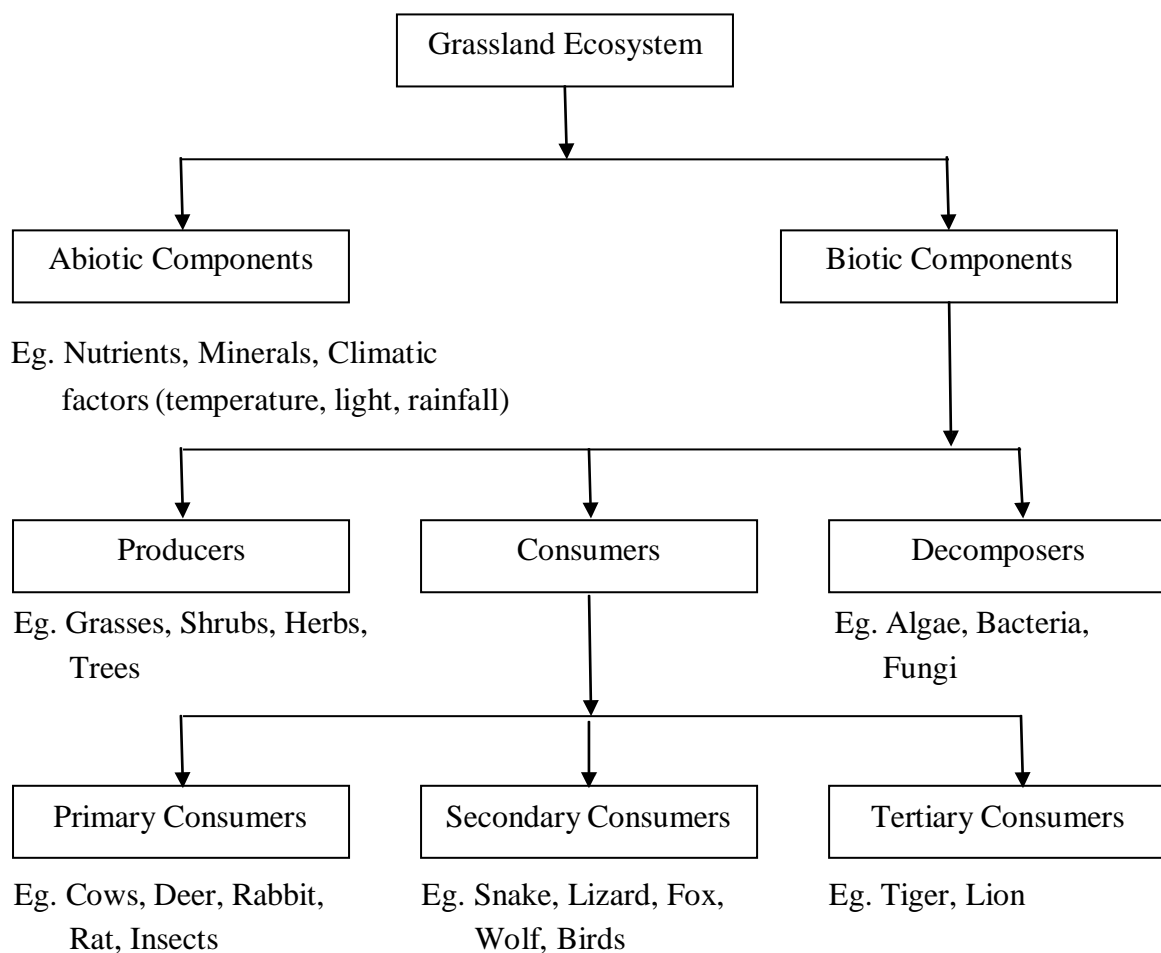 Grassland Ecosystem
Abiotic Components
Biotic Components
Eg. Nutrients, Minerals, Climatic
factors (temperature, light, rainfall)
Producers
Consumers
Decomposers
Eg. Grasses, Shrubs, Herbs,
Trees
Eg. Algae, Bacteria,
Fungi
Primary Consumers
Secondary Consumers
Tertiary Consumers
Eg. Cows, Deer, Rabbit,
Rat, Insects
Eg. Snake, Lizard, Fox,
Wolf, Birds
Eg. Tiger, Lion